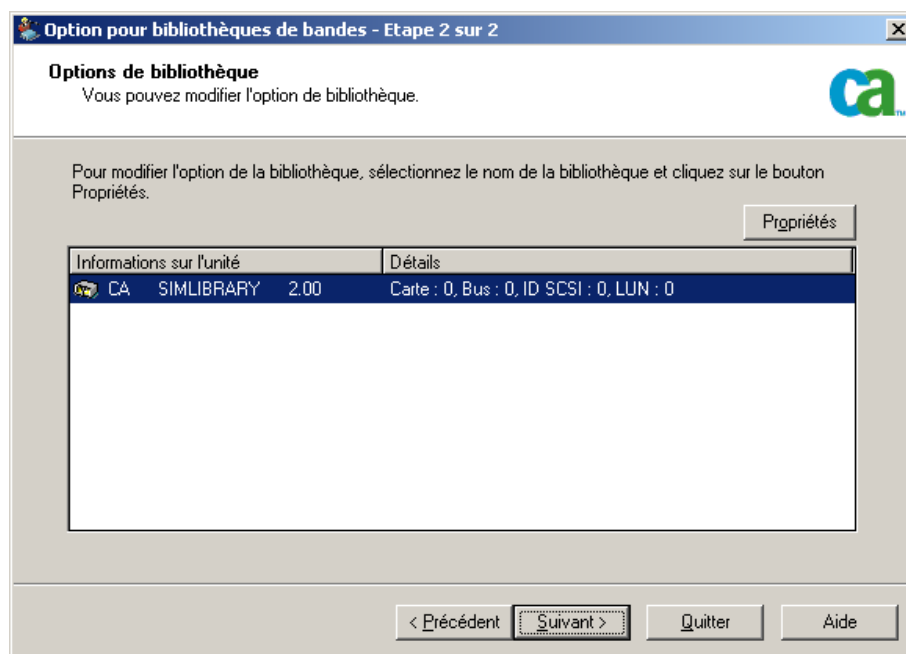 Option pour bibliothèques de bandes - Etape 2 sur 2
Options de bibliothèque
Vous pouvez modifier l'option de bibliothèque.
ca
TM
Pour modifier l'option de la bibliothèque, sélectionnez le nom de la bibliothèque et cliquez sur le bouton
Propriétés.
Propriétés
Informations sur l'unité Détails
CA SIMLIBRARY 2.00 Carte : 0, Bus : 0, ID SCSI : 0, LUN : 0
< Précédent Suivant > Quitter Aide